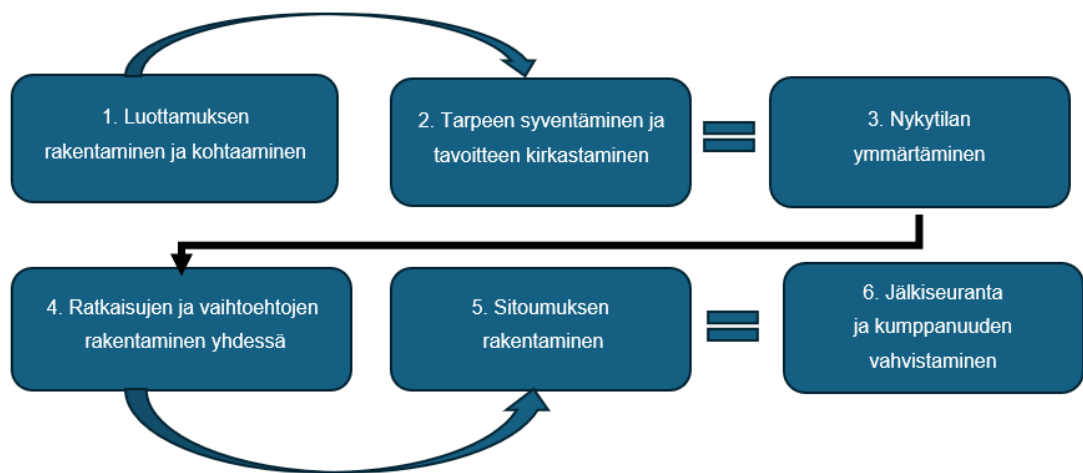 1. Luottamuksen
rakentaminen ja kohtaaminen
2. Tarpeen syventäminen ja
tavoitteen kirkastaminen
3. Nykytilan
ymmärtäminen
4. Ratkaisujen ja vaihtoehtojen
rakentaminen yhdessä
5. Sitoumuksen
rakentaminen
6. Jälkiseuranta
ja kumppanuuden
vahvistaminen